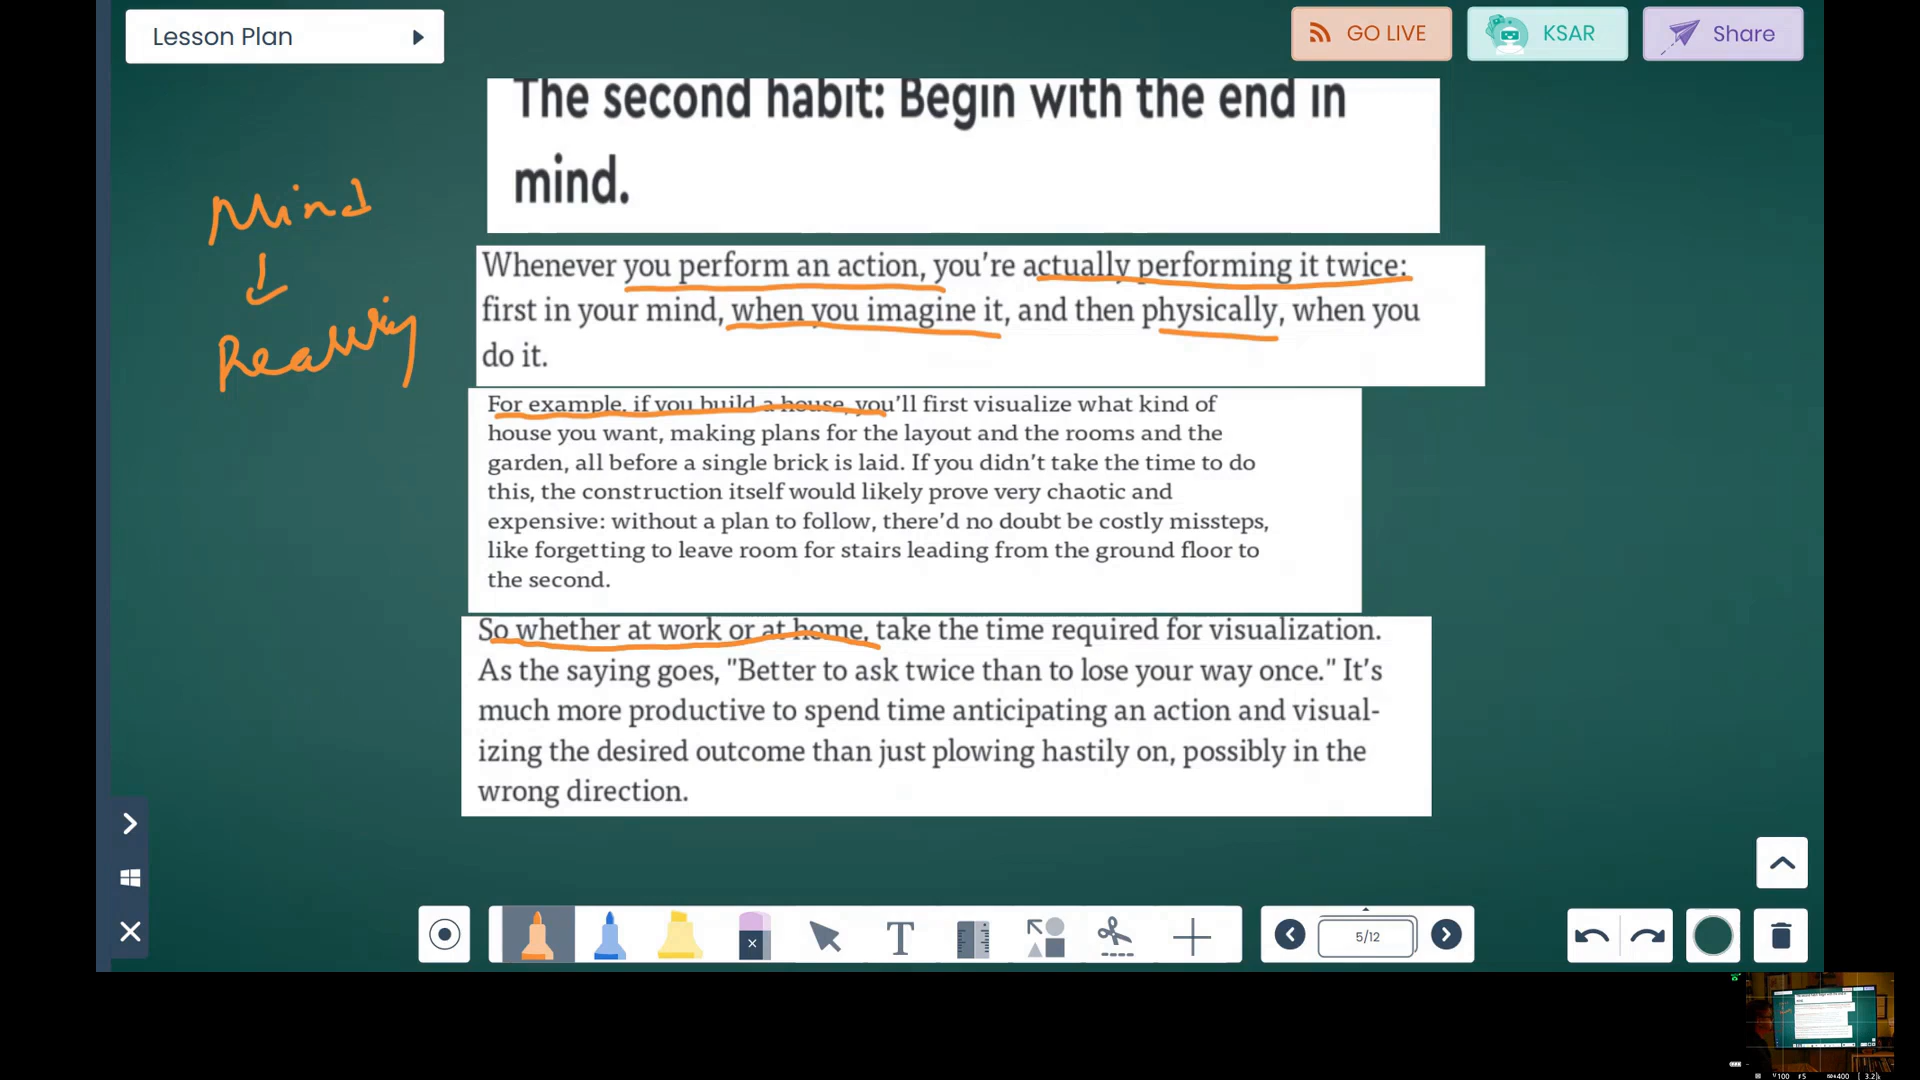 Lesson Plan
GO LIVE
KSAR
Share
The second habit: Begin with the end in
mind.
Mind
Reality
Whenever you perform an action, you're actually performing it twice:
first in your mind, when you imagine it, and then physically, when you
do it.
For example, if you build a house, you'll first visualize what kind of
house you want, making plans for the layout and the rooms and the
garden, all before a single brick is laid. If you didn't take the time to do
this, the construction itself would likely prove very chaotic and
expensive: without a plan to follow, there'd no doubt be costly missteps,
like forgetting to leave room for stairs leading from the ground floor to
the second.
So whether at work or at home, take the time required for visualization.
As the saying goes, "Better to ask twice than to lose your way once." It's
much more productive to spend time anticipating an action and visual-
izing the desired outcome than just plowing hastily on, possibly in the
wrong direction.
T
5/12